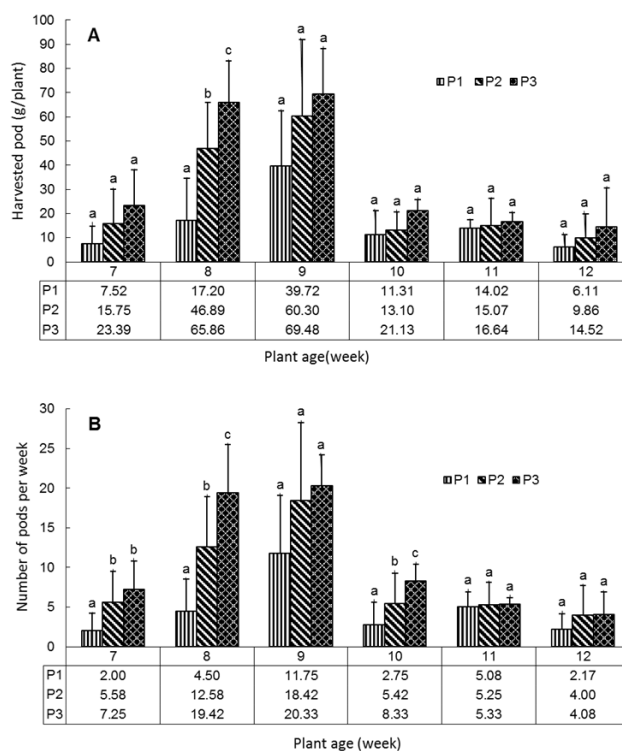 A
Harvested pod (g/plant)
100
90
80
70
60
50
40
30
20
10
0
a a a
a b c
a a a
a a a
a a a
a a a
P1 P2 P3
7 8 9 10 11 12
P1 7.52 17.20 39.72 11.31 14.02 6.11
P2 15.75 46.89 60.30 13.10 15.07 9.86
P3 23.39 65.86 69.48 21.13 16.64 14.52
Plant age(week)
B
Number of pods per week
30
25
20
15
10
5
0
a b b
a b c
a a a
a b c
a a a
a a a
P1 P2 P3
7 8 9 10 11 12
P1 2.00 4.50 11.75 2.75 5.08 2.17
P2 5.58 12.58 18.42 5.42 5.25 4.00
P3 7.25 19.42 20.33 8.33 5.33 4.08
Plant age (week)